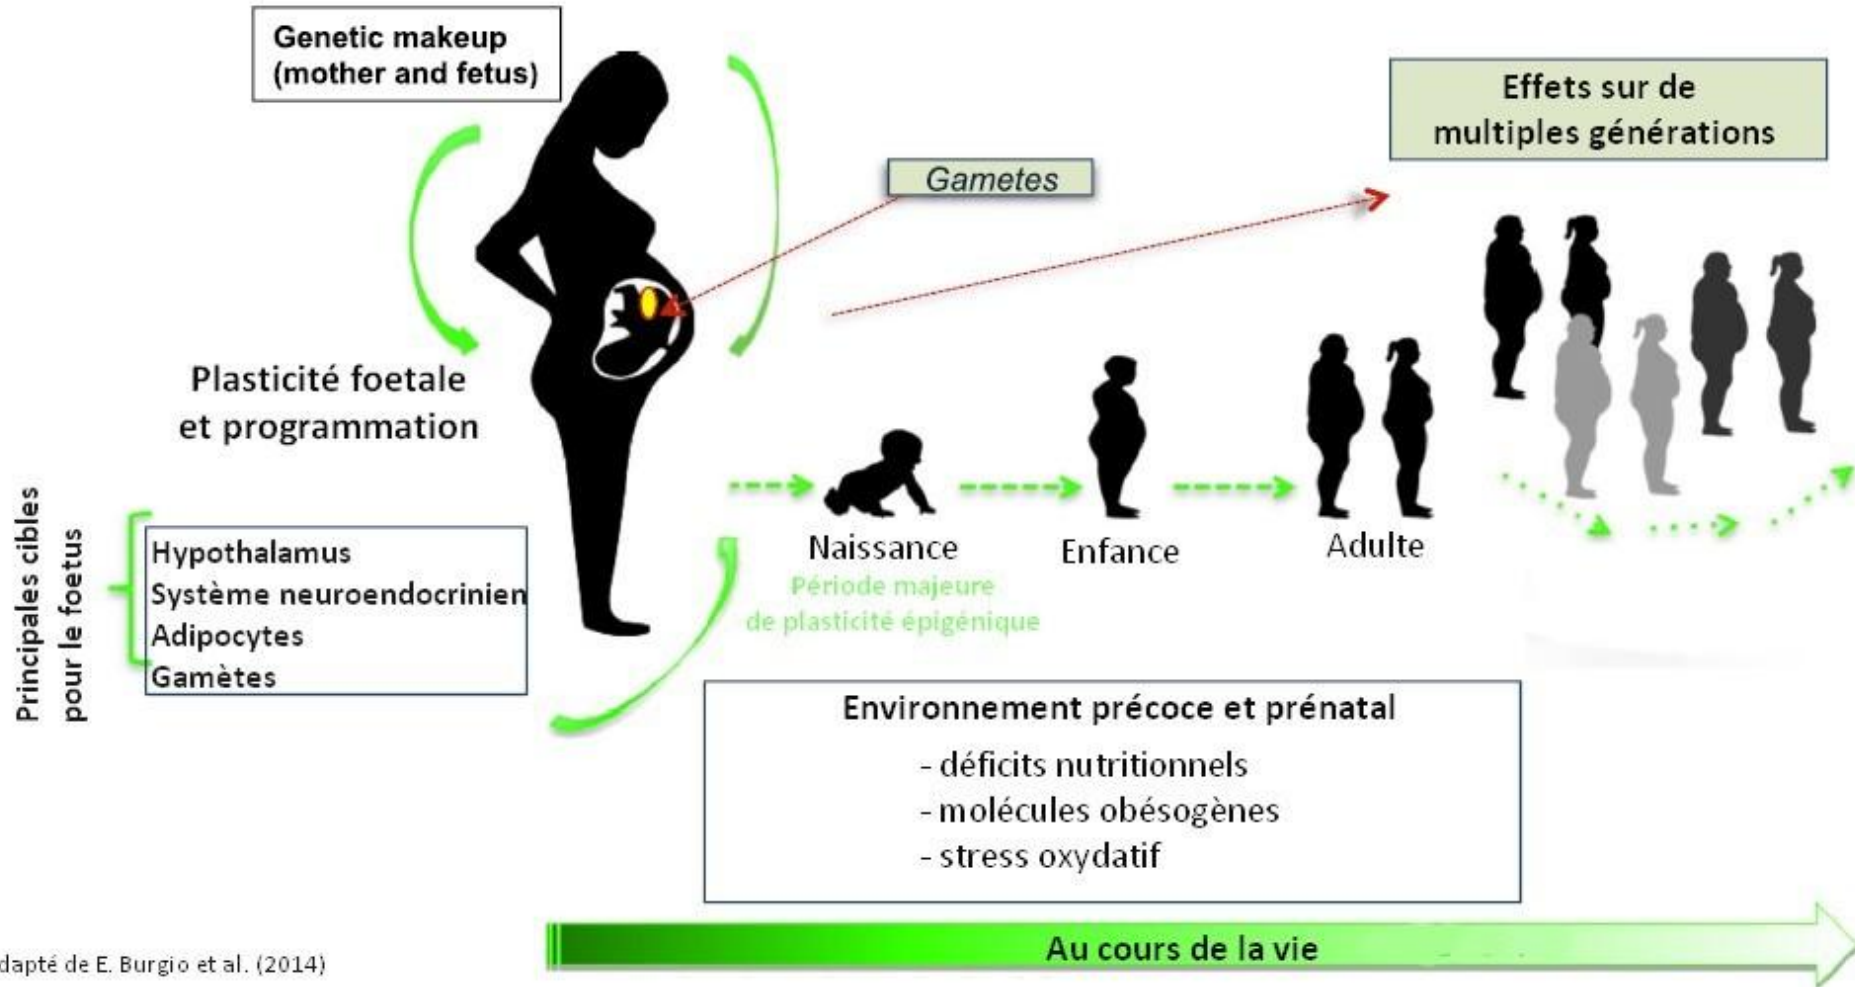 Genetic makeup
(mother and fetus)
Effets sur de
multiples générations
Gametes
Plasticité foetale
et programmation
Principales cibles
pour le foetus
Hypothalamus
Système neuroendocrinien
Adipocytes
Gamètes
Naissance
Période majeure
de plasticité épigénique
Enfance
Adulte
Environnement précoce et prénatal
- déficits nutritionnels
- molécules obésogènes
- stress oxydatif
Au cours de la vie
dapté de E. Burgio et al. (2014)